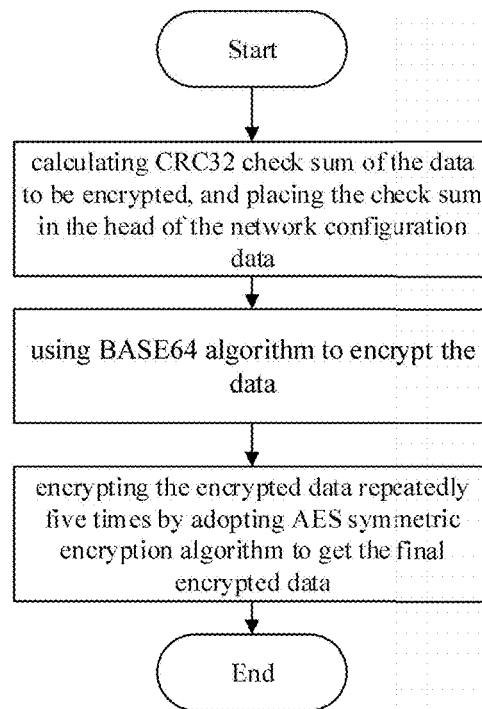 Start
calculating CRC32 check sum of the data
to be encrypted, and placing the check sum
in the head of the network configuration
data
using BASE64 algorithm to encrypt the
data
encrypting the encrypted data repeatedly
five times by adopting AES symmetric
encryption algorithm to get the final
encrypted data
End